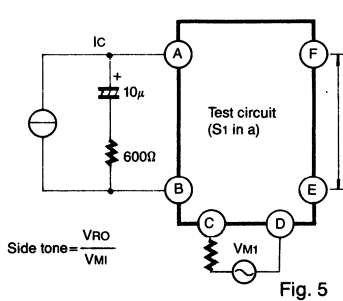 IC
A
F
+
10μ
Test circuit
(S1 in a)
600Ω
B
E
C
D
VM1
Side tone=VRO
VMI
Fig. 5